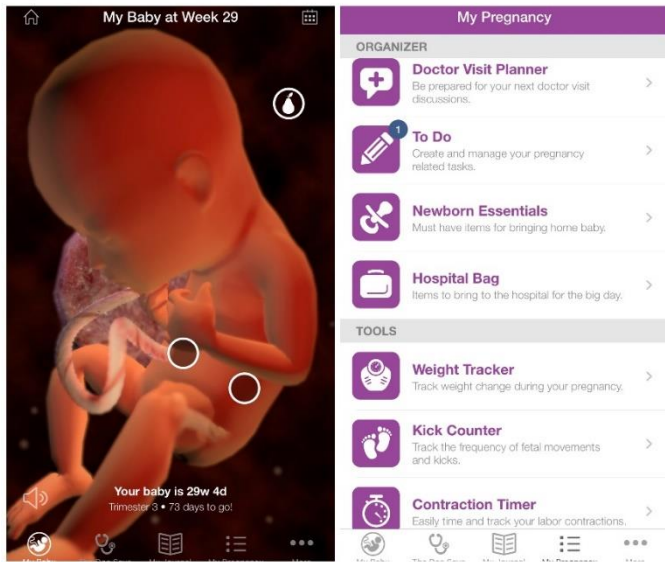 My Baby at Week 29
Your baby is 29w 4d
Trimester 3 • 73 days to go!
My Pregnancy
ORGANIZER
Doctor Visit Planner
Be prepared for your next doctor visit
discussions.
1
To Do
Create and manage your pregnancy
related tasks.
Newborn Essentials
Must have items for bringing home baby.
Hospital Bag
Items to bring to the hospital for the big day.
TOOLS
Weight Tracker
Track weight change during your pregnancy.
Kick Counter
Track the frequency of fetal movements
and kicks.
Contraction Timer
Easily time and track your labor contractions.